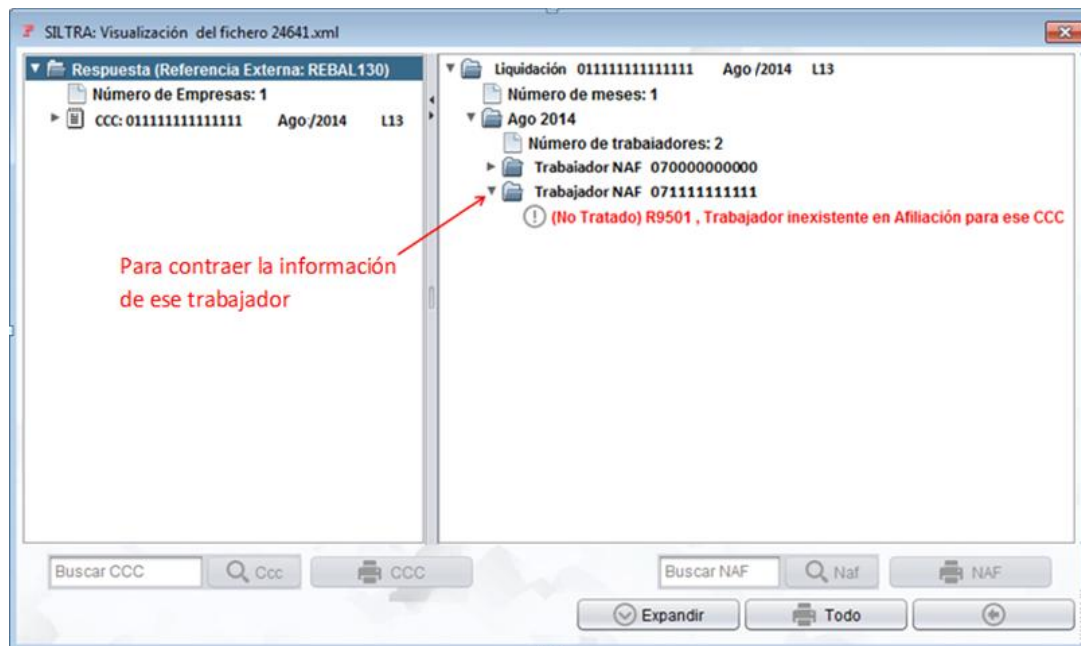 SILTRA: Visualización del fichero 24641.xml
Respuesta (Referencia Externa: REBAL130)
Número de Empresas: 1
CCC: 011111111111111 Ago:/2014 L13
Liquidación 011111111111111 Ago /2014 L13
Número de meses: 1
Ago 2014
Número de trabaiadores: 2
Trabaiador NAF 070000000000
Trabajador NAF 071111111111
(No Tratado) R9501 , Trabajador inexistente en Afiliación para ese CCC
Para contraer la información
de ese trabajador
Buscar CCC Ccc CCC
Buscar NAF Naf NAF
Expandir Todo